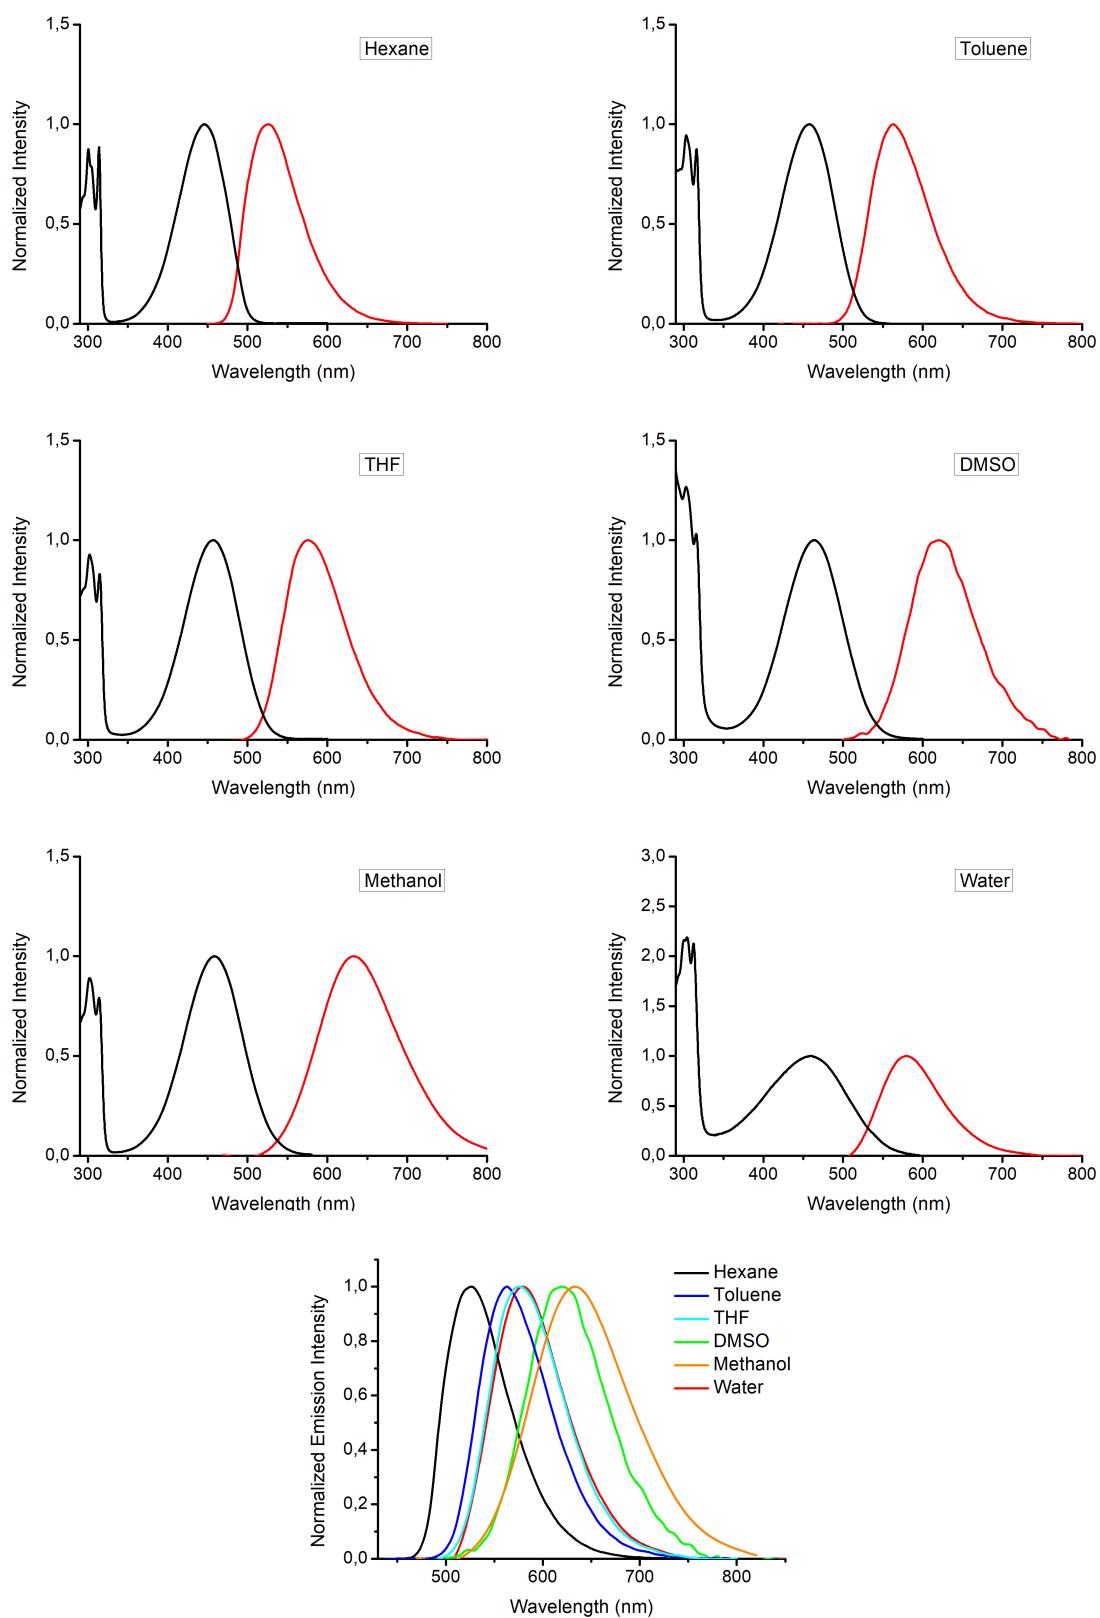 Hexane
Normalized Intensity
1,5
1,0
0,5
0,0
300 400 500 600 700 800
Wavelength (nm)
Toluene
Normalized Intensity
1,5
1,0
0,5
0,0
300 400 500 600 700 800
Wavelength (nm)
THF
Normalized Intensity
1,5
1,0
0,5
0,0
300 400 500 600 700 800
Wavelength (nm)
DMSO
Normalized Intensity
1,5
1,0
0,5
0,0
300 400 500 600 700 800
Wavelength (nm)
Methanol
Normalized Intensity
1,5
1,0
0,5
0,0
300 400 500 600 700 800
Wavelength (nm)
Water
Normalized Intensity
3,0
2,5
2,0
1,5
1,0
0,5
0,0
300 400 500 600 700 800
Wavelength (nm)
Normalized Emission Intensity
1,0
0,8
0,6
0,4
0,2
0,0
500 600 700 800
Wavelength (nm)
Hexane
Toluene
THF
DMSO
Methanol
Water